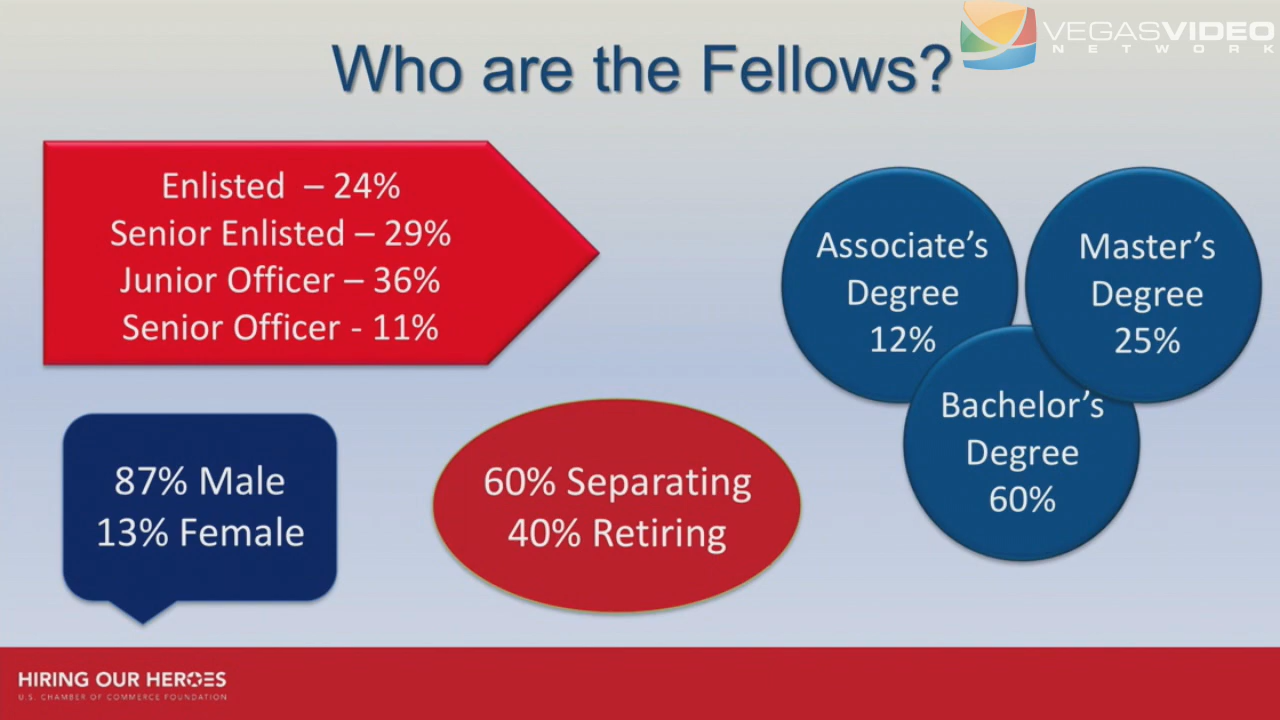 VEGASVIDEO
NETWORK
Who are the Fellows?
Enlisted – 24%
Senior Enlisted – 29%
Junior Officer – 36%
Senior Officer - 11%
Associate's
Degree
12%
Master's
Degree
25%
Bachelor's
Degree
60%
87% Male
13% Female
60% Separating
40% Retiring
HIRING OUR HEROES
U.S. CHAMBER OF COMMERCE FOUNDATION